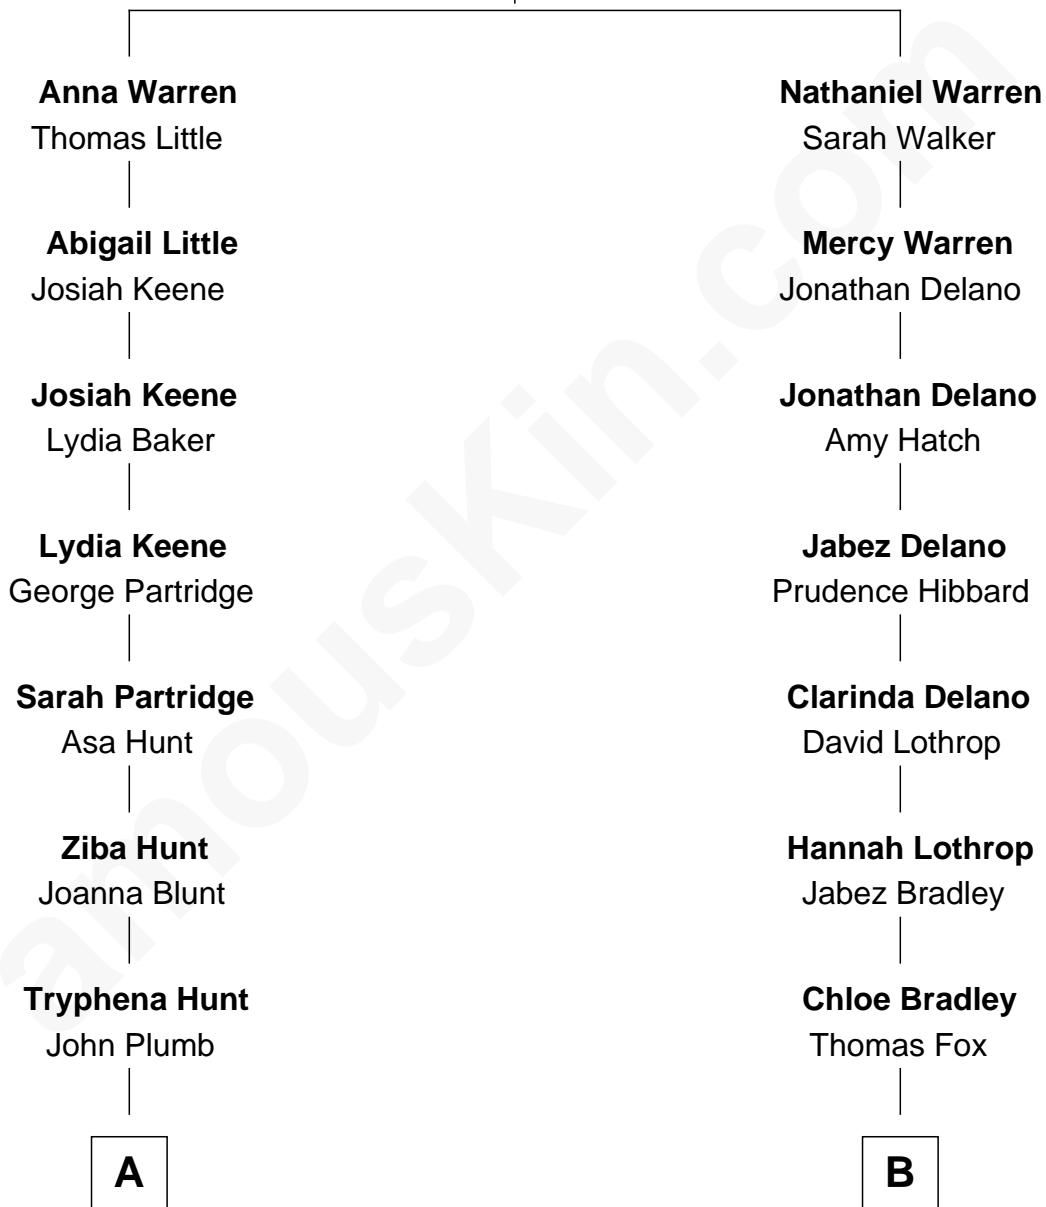 Anna Warren
Thomas Little
Abigail Little
Josiah Keene
Josiah Keene
Lydia Baker
Lydia Keene
George Partridge
Sarah Partridge
Asa Hunt
Ziba Hunt
Joanna Blunt
Tryphena Hunt
John Plumb
A
Nathaniel Warren
Sarah Walker
Mercy Warren
Jonathan Delano
Jonathan Delano
Amy Hatch
Jabez Delano
Prudence Hibbard
Clarinda Delano
David Lothrop
Hannah Lothrop
Jabez Bradley
Chloe Bradley
Thomas Fox
B
amouskin.com